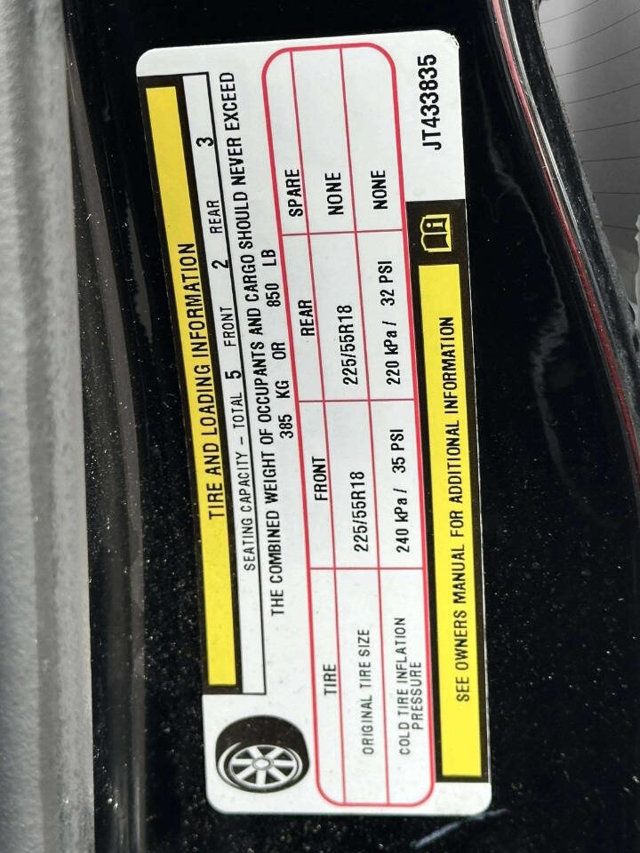 TIRE AND LOADING INFORMATION
SEATING CAPACITY – TOTAL 5 FRONT 2 REAR 3
THE COMBINED WEIGHT OF OCCUPANTS AND CARGO SHOULD NEVER EXCEED
385 KG OR 850 LB
TIRE FRONT REAR SPARE
ORIGINAL TIRE SIZE 225/55R18 225/55R18 NONE
COLD TIRE INFLATION
PRESSURE 240 kPa / 35 PSI 220 kPa / 32 PSI NONE
SEE OWNERS MANUAL FOR ADDITIONAL INFORMATION
JT433835